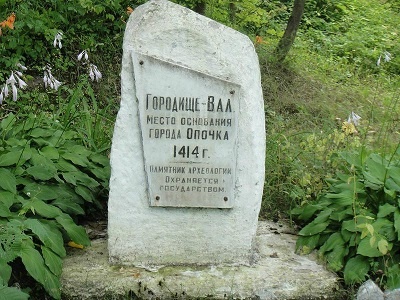 Городище-Вал
место основания
города Опочка
1414 г.
Памятник археологии
Охраняется
государством